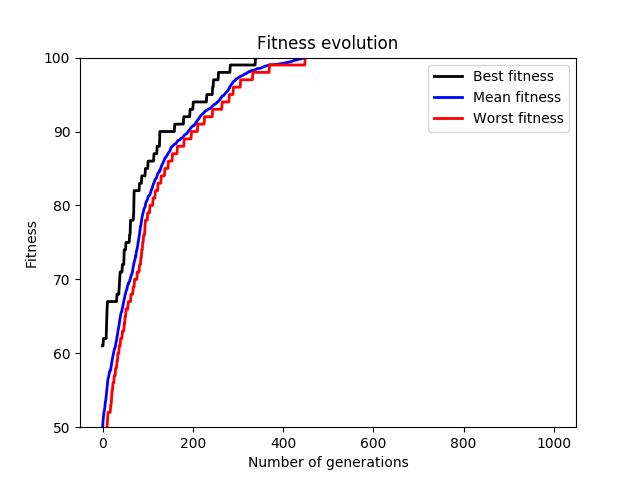 Fitness evolution
100
90
80
70
60
50
Fitness
Best fitness
Mean fitness
Worst fitness
0 200 400 600 800 1000
Number of generations